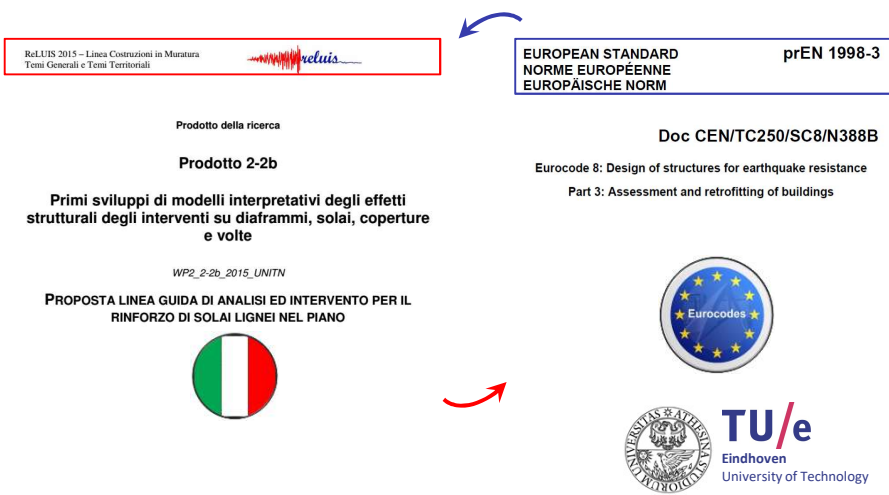 ReLUIS 2015 – Linea Costruzioni in Muratura
Temi Generali e Temi Territoriali
reluis
Prodotto della ricerca
Prodotto 2-2b
Primi sviluppi di modelli interpretativi degli effetti
strutturali degli interventi su diaframmi, solai, coperture
e volte
WP2_2-2b_2015_UNITN
PROPOSTA LINEA GUIDA DI ANALISI ED INTERVENTO PER IL
RINFORZO DI SOLAI LIGNEI NEL PIANO
EUROPEAN STANDARD
NORME EUROPÉENNE
EUROPÄISCHE NORM
prEN 1998-3
Doc CEN/TC250/SC8/N388B
Eurocode 8: Design of structures for earthquake resistance
Part 3: Assessment and retrofitting of buildings
Eurocodes
UNIVERSITAS ATHESINA STUDIORUM
TU/e
Eindhoven
University of Technology